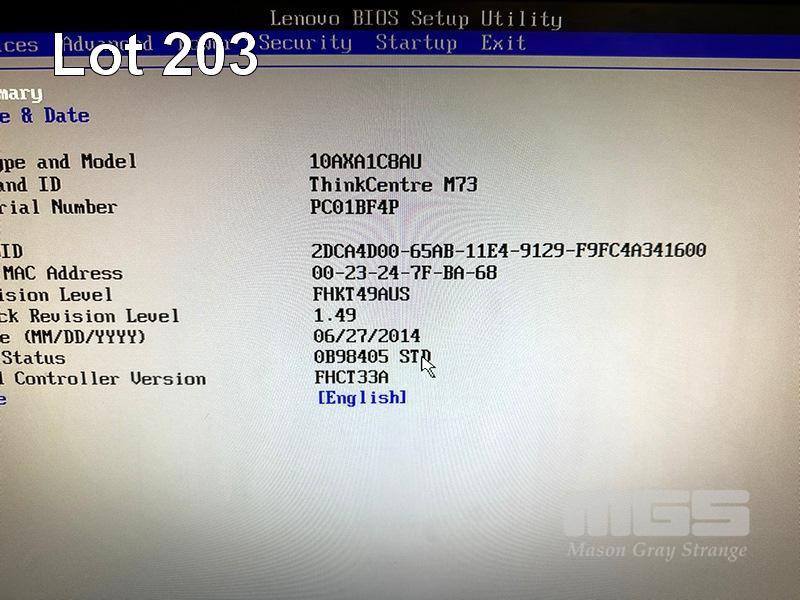 Lenovo BIOS Setup Utility
ices Advanced Power Security Startup Exit
Lot 203
mary
e & Date
ype and Model 10AXA1C8AU
and ID ThinkCentre M73
rial Number PC01BF4P
ID 2DCA4D00-65AB-11E4-9129-F9FC4A341600
MAC Address 00-23-24-7F-BA-68
ision Level FHKT49AUS
ck Revision Level 1.49
e (MM/DD/YYYY) 06/27/2014
Status 0B98405 STD
l Controller Version FHCT33A
e [English]
MGS
Mason Gray Strange